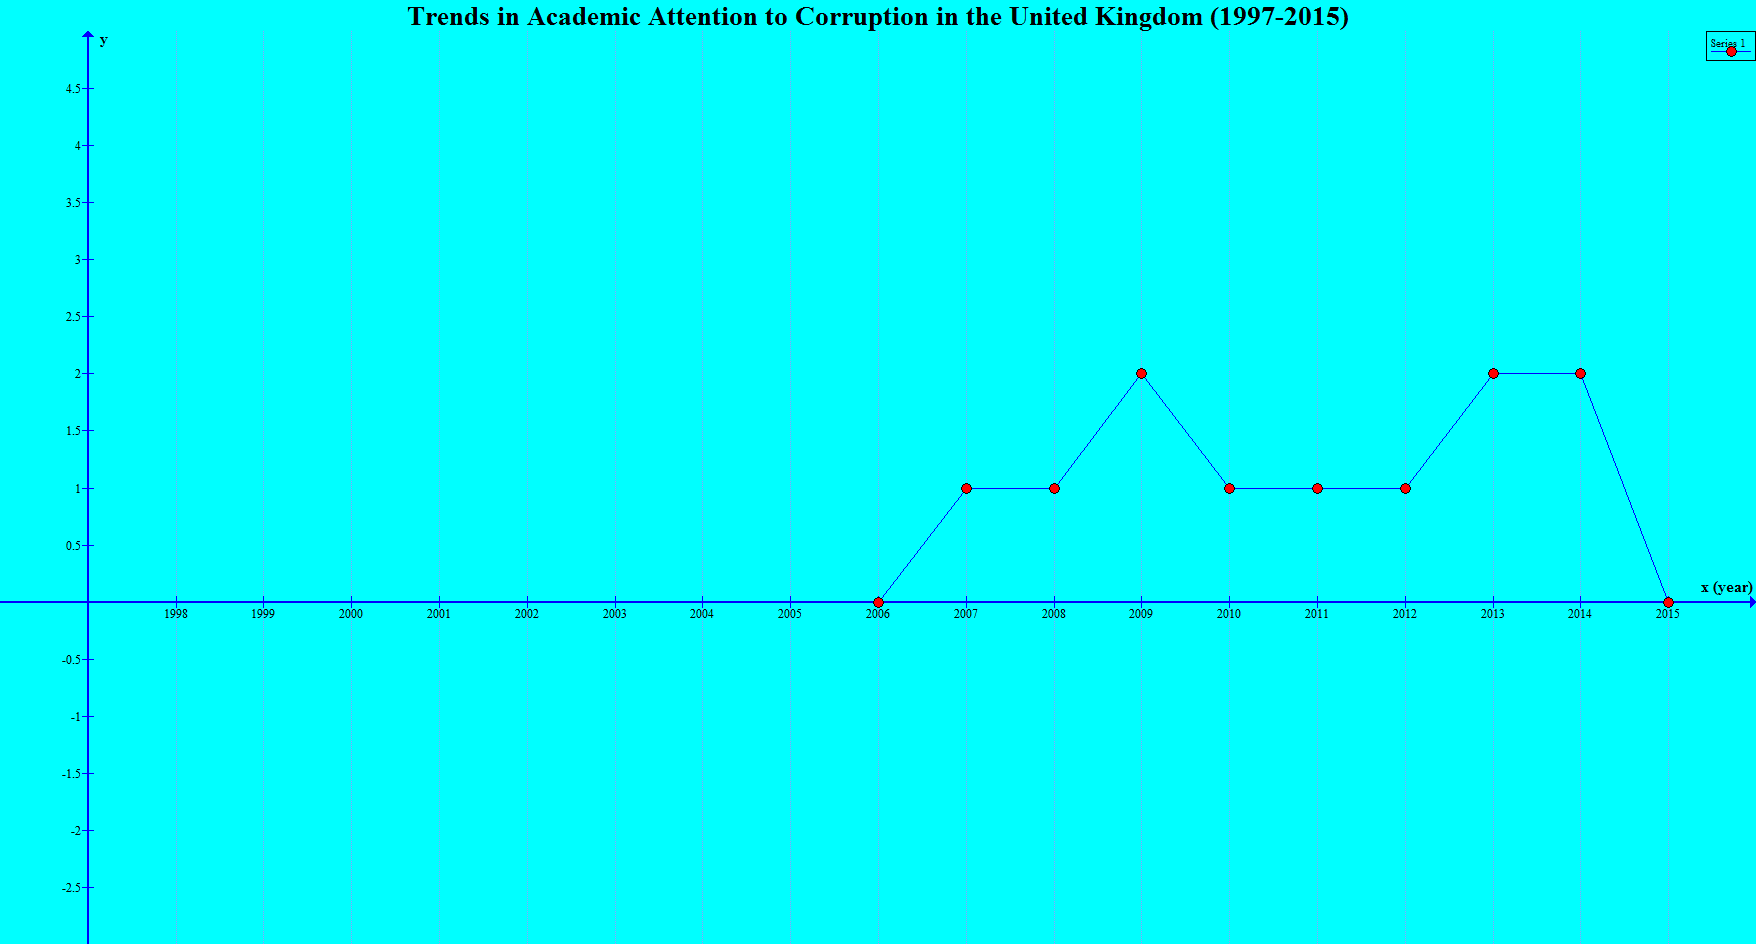 Trends in Academic Attention to Corruption in the United Kingdom (1997-2015)
y
Series 1
4.5
4
3.5
3
2.5
2
1.5
1
0.5
x (year)
1998 1999 2000 2001 2002 2003 2004 2005 2006 2007 2008 2009 2010 2011 2012 2013 2014 2015
-0.5
-1
-1.5
-2
-2.5